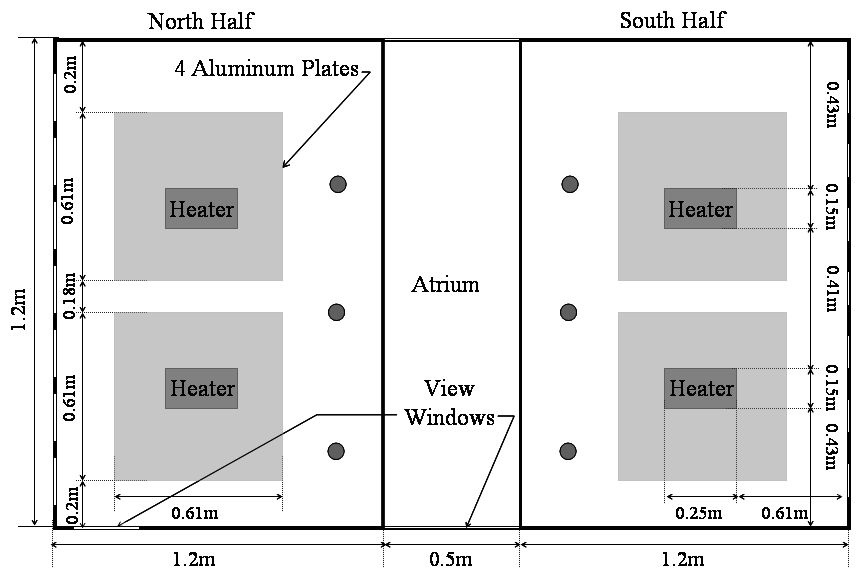 North Half
South Half
4 Aluminum Plates
0.2m
0.43m
0.61m
Heater
Heater
0.15m
0.18m
Atrium
0.41m
1.2m
0.61m
Heater
View
Windows
Heater
0.15m
0.43m
0.2m
0.61m
0.25m
0.61m
1.2m
0.5m
1.2m